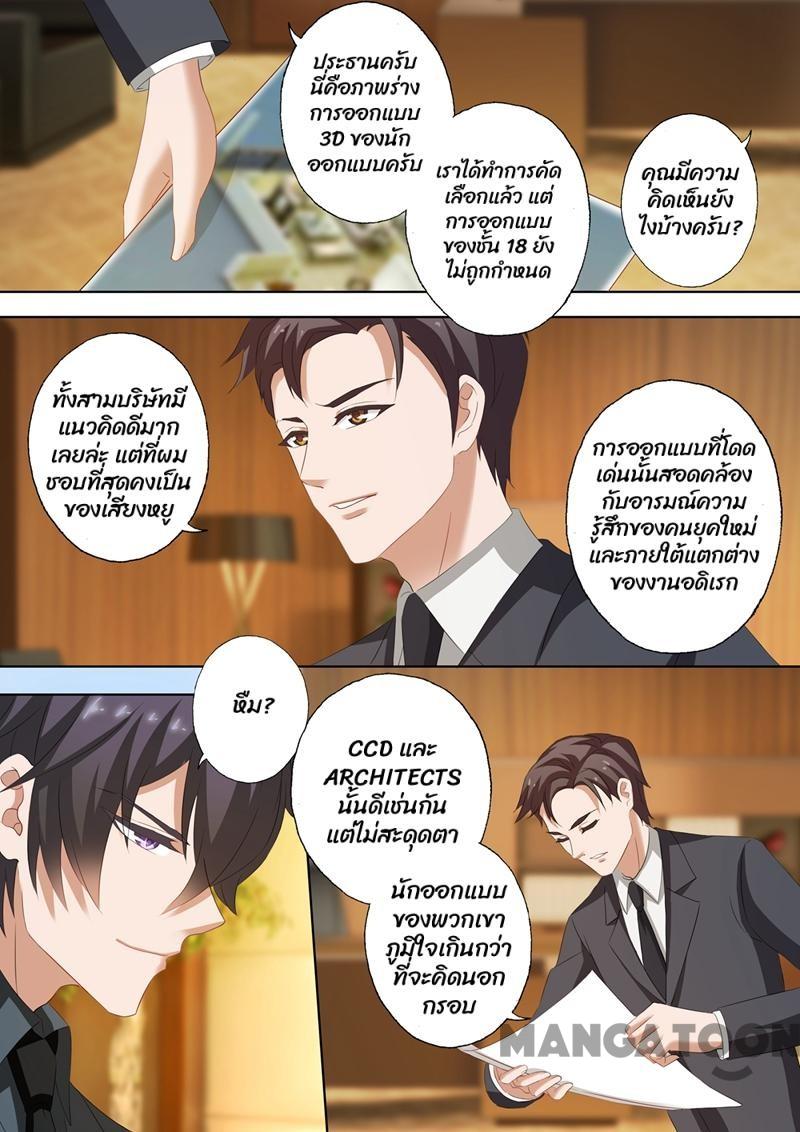 ประธานครับ
นี่คือภาพร่าง
การออกแบบ
3D ของนัก
ออกแบบครับ
เราได้ทำการคัด
เลือกแล้ว แต่
การออกแบบ
ของชั้น 18 ยัง
ไม่ถูกกำหนด
คุณมีความ
คิดเห็นยัง
ไงบ้างครับ?
ทั้งสามบริษัทมี
แนวคิดดีมาก
เลยล่ะ แต่ที่ผม
ชอบที่สุดคงเป็น
ของเสียงหยู
การออกแบบที่โดด
เด่นนั้นสอดคล้อง
กับอารมณ์ความ
รู้สึกของคนยุคใหม่
และภายใต้แตกต่าง
ของงานอดิเรก
หืม?
CCD และ
ARCHITECTS
นั้นดีเช่นกัน
แต่ไม่สะดุดตา
นักออกแบบ
ของพวกเขา
ภูมิใจเกินกว่า
ที่จะคิดนอก
กรอบ
MANGATOON